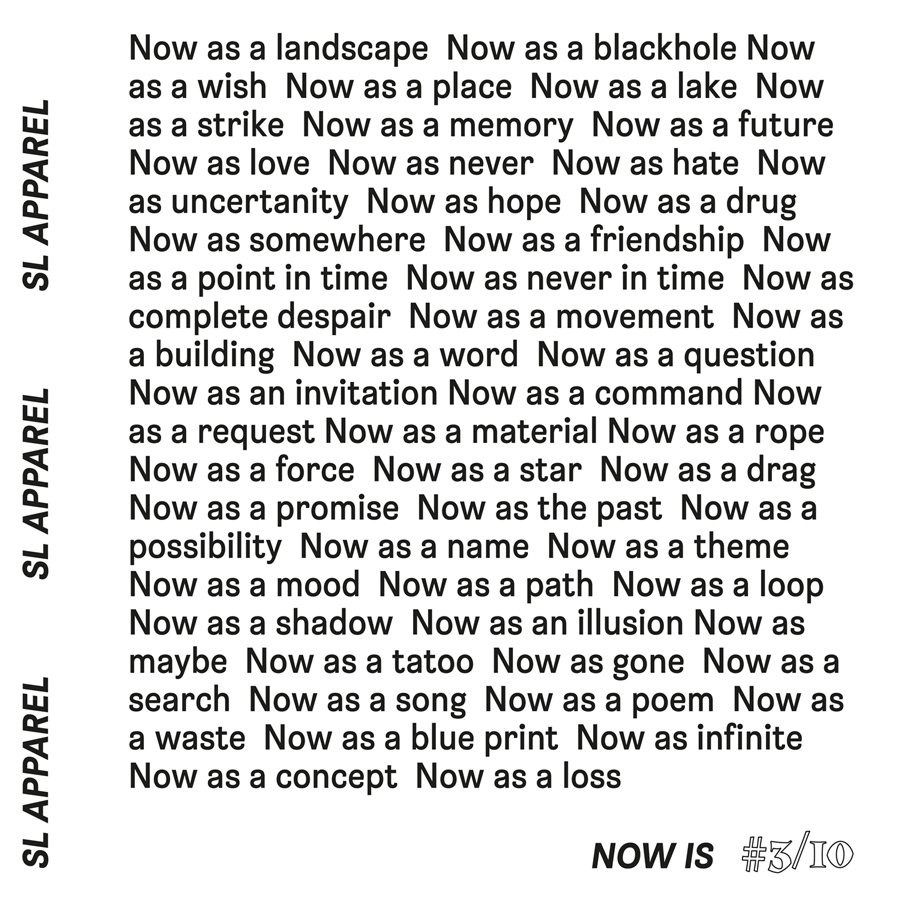 Now as a landscape  Now as a blackhole Now
as a wish  Now as a place  Now as a lake  Now
as a strike  Now as a memory  Now as a future
Now as love  Now as never  Now as hate  Now
as uncertanity  Now as hope  Now as a drug
Now as somewhere  Now as a friendship  Now
as a point in time  Now as never in time  Now as
complete despair  Now as a movement  Now as
a building  Now as a word  Now as a question
Now as an invitation Now as a command Now
as a request Now as a material Now as a rope
Now as a force  Now as a star  Now as a drag
Now as a promise  Now as the past  Now as a
possibility  Now as a name  Now as a theme
Now as a mood  Now as a path  Now as a loop
Now as a shadow  Now as an illusion Now as
maybe  Now as a tatoo  Now as gone  Now as a
search  Now as a song  Now as a poem  Now as
a waste  Now as a blue print  Now as infinite
Now as a concept  Now as a loss
NOW IS #3/10
SL APPAREL
SL APPAREL
SL APPAREL